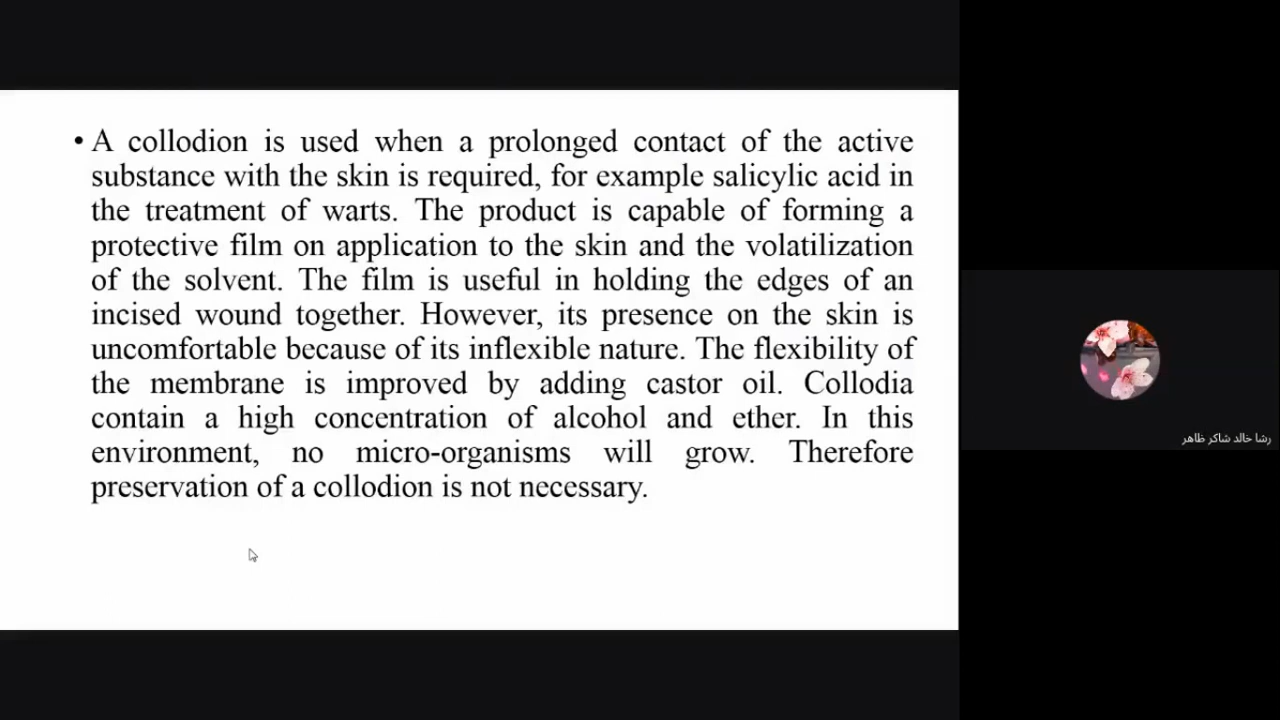 • A collodion is used when a prolonged contact of the active
substance with the skin is required, for example salicylic acid in
the treatment of warts. The product is capable of forming a
protective film on application to the skin and the volatilization
of the solvent. The film is useful in holding the edges of an
incised wound together. However, its presence on the skin is
uncomfortable because of its inflexible nature. The flexibility of
the membrane is improved by adding castor oil. Collodia
contain a high concentration of alcohol and ether. In this
environment, no micro-organisms will grow. Therefore
preservation of a collodion is not necessary.
رشا خالد شاكر ظاهر